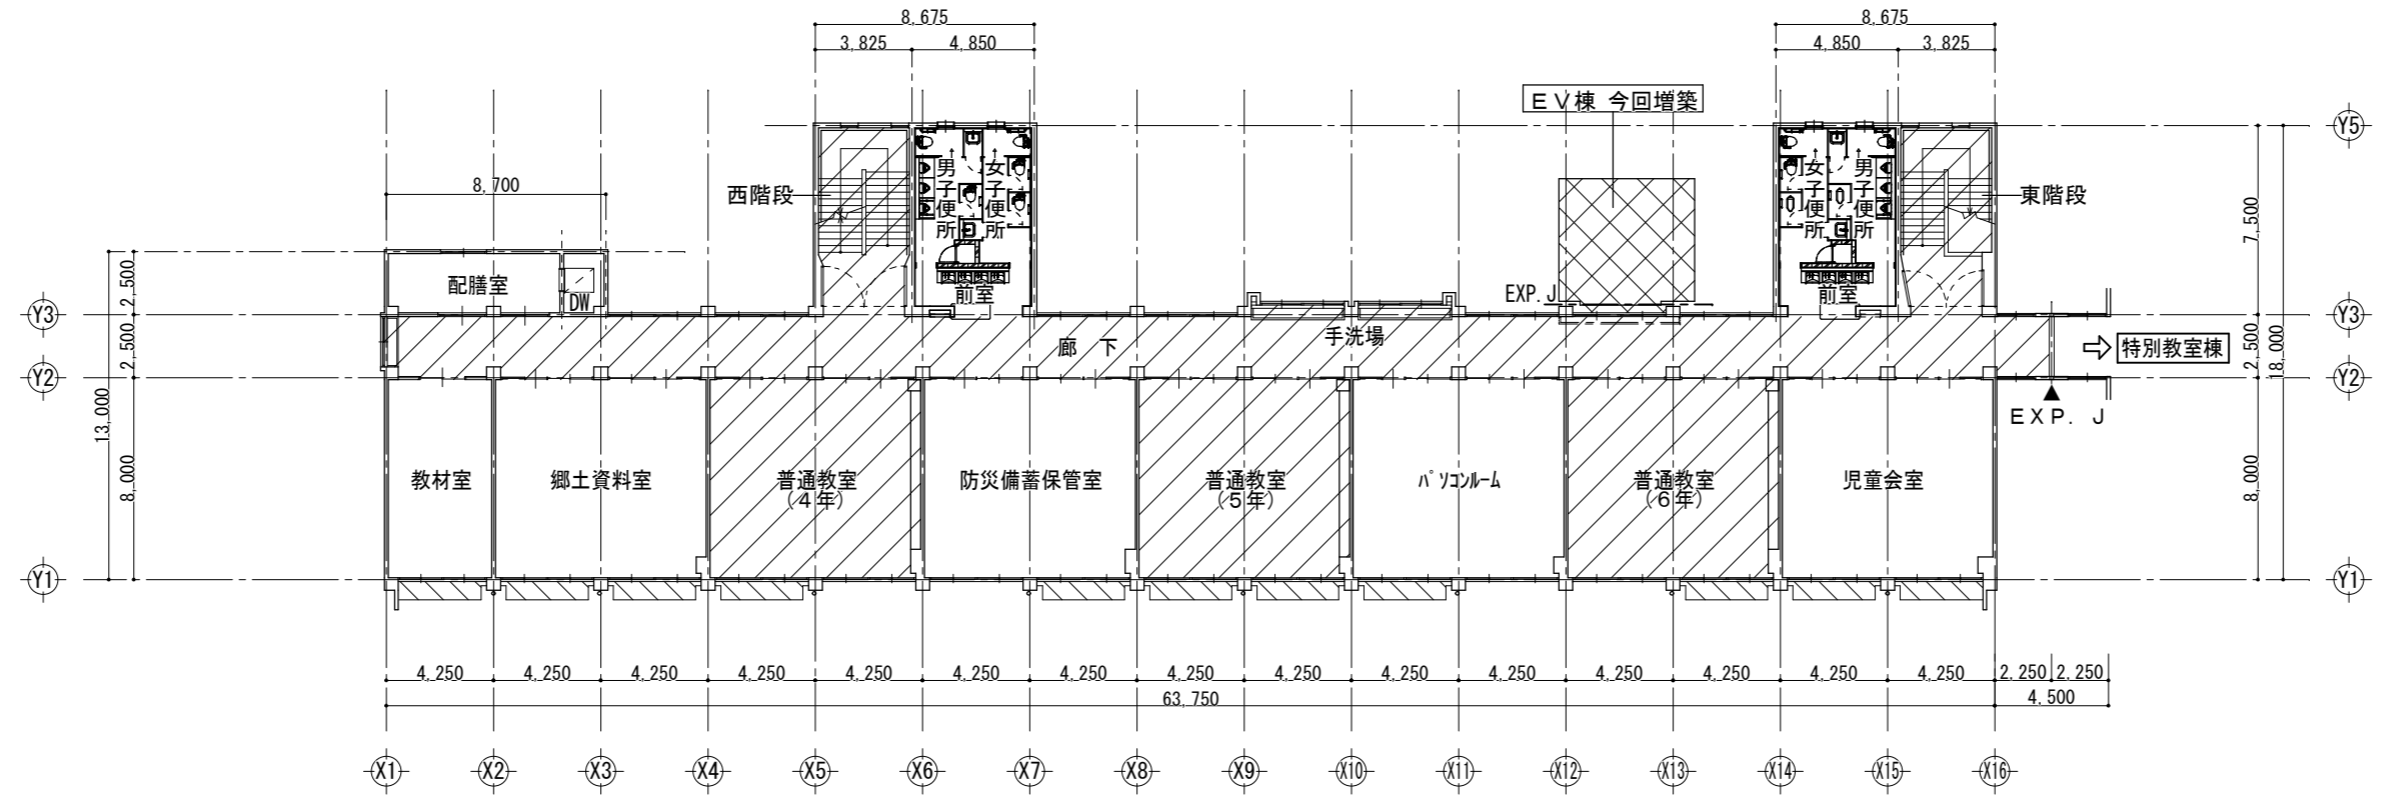 8,675
8,675
3,825 4,850
4,850 3,825
EV棟 今回増築
Y5
8,700
西階段
男子便所
女子便所
女子便所
男子便所
東階段
7,500
2,500
配膳室
DW
前室
EXP.J
前室
Y3
Y3
2,500
廊 下
手洗場
特別教室棟
2,500
18,000
Y2
Y2
13,000
EXP. J
8,000
教材室
郷土資料室
普通教室
(4年)
防災備蓄保管室
普通教室
(5年)
パソコンルーム
普通教室
(6年)
児童会室
8,000
Y1
Y1
4,250 4,250 4,250 4,250 4,250 4,250 4,250 4,250 4,250 4,250 4,250 4,250 4,250 4,250 4,250 2.250 2.250
63,750
4.500
X1 X2 X3 X4 X5 X6 X7 X8 X9 X10 X11 X12 X13 X14 X15 X16